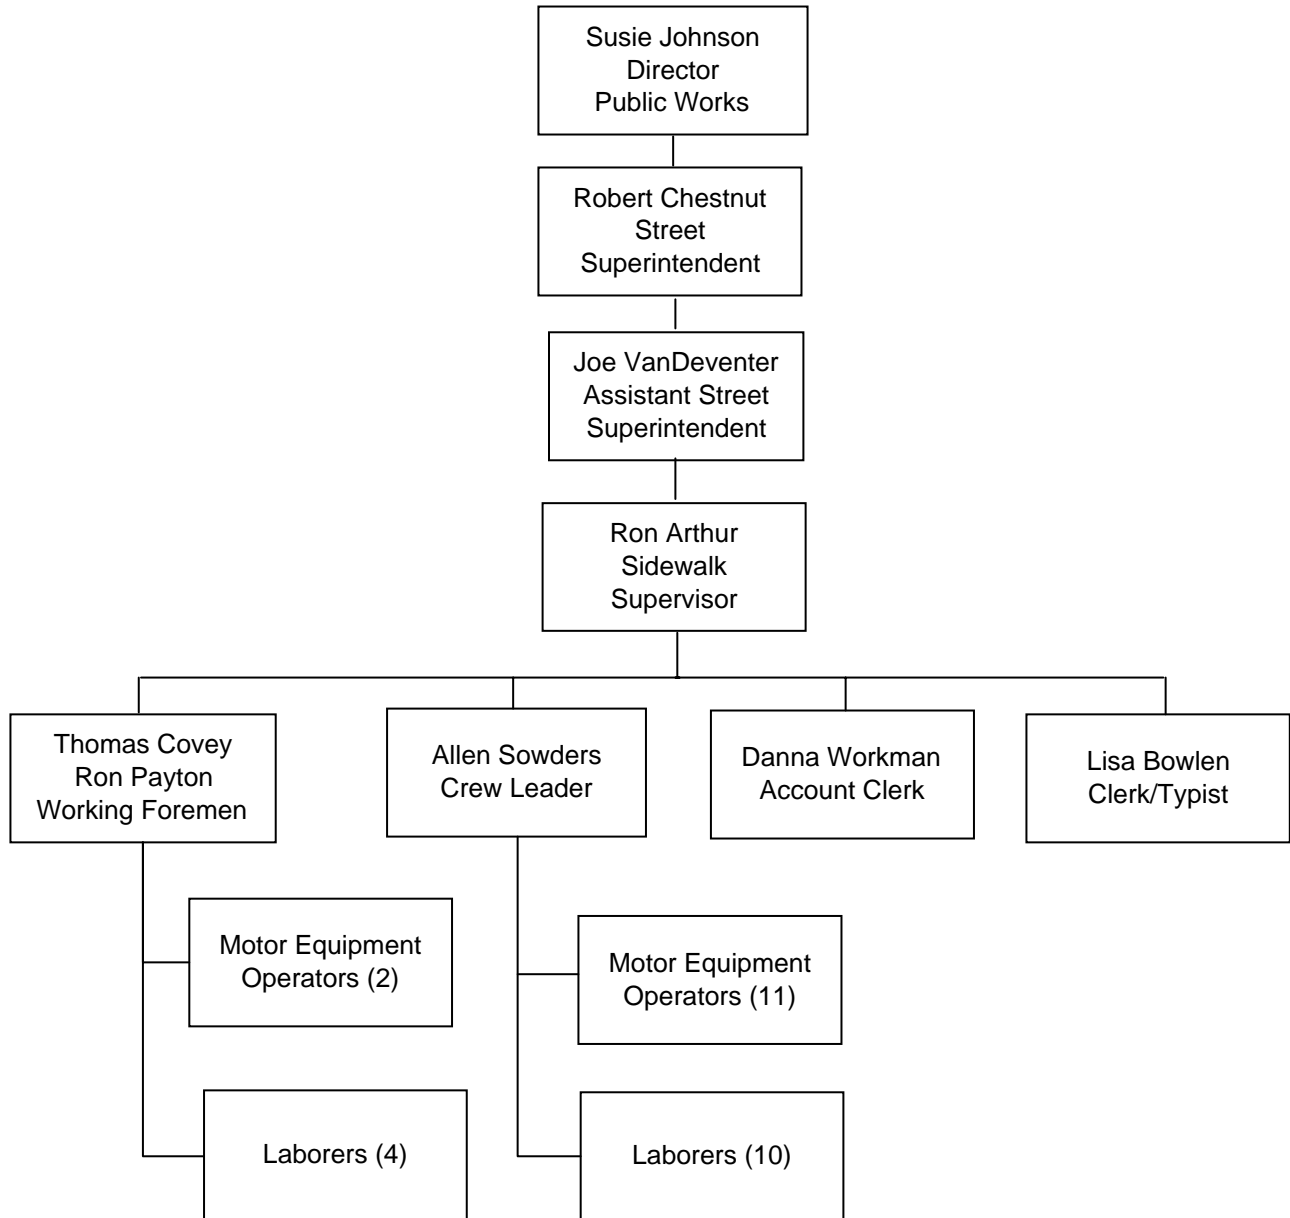 Susie Johnson
Director
Public Works
Robert Chestnut
Street
Superintendent
Joe VanDeventer
Assistant Street
Superintendent
Ron Arthur
Sidewalk
Supervisor
Thomas Covey
Ron Payton
Working Foremen
Allen Sowders
Crew Leader
Danna Workman
Account Clerk
Lisa Bowlen
Clerk/Typist
Motor Equipment
Operators (2)
Motor Equipment
Operators (11)
Laborers (4)
Laborers (10)